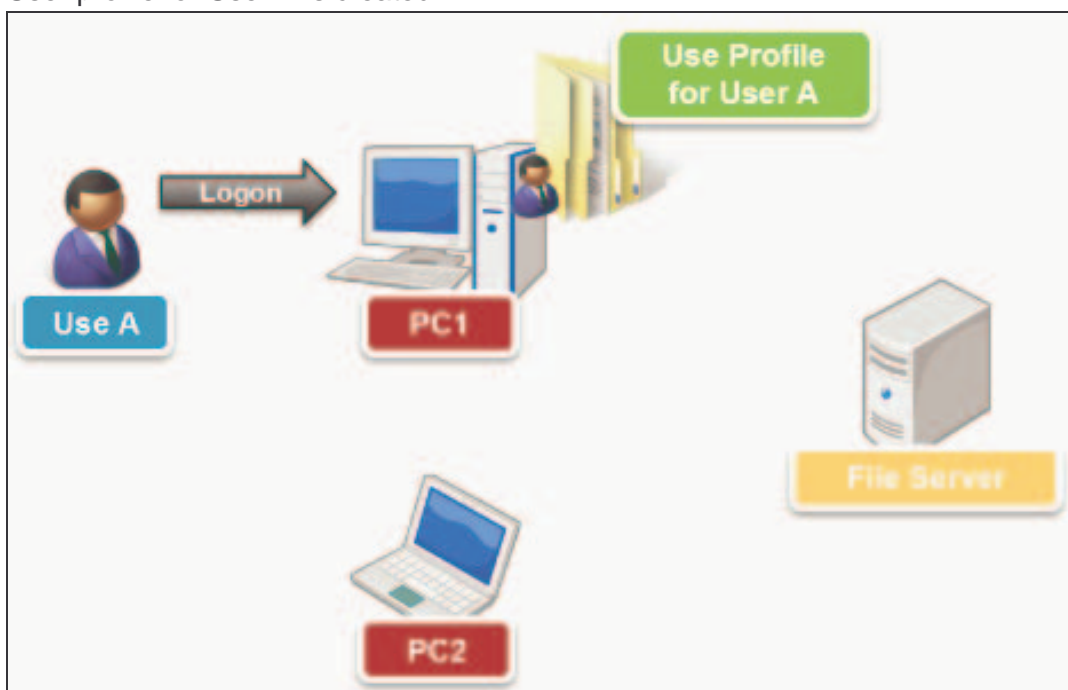 Use Profile
for User A
Logon
Use A
PC1
File Server
PC2